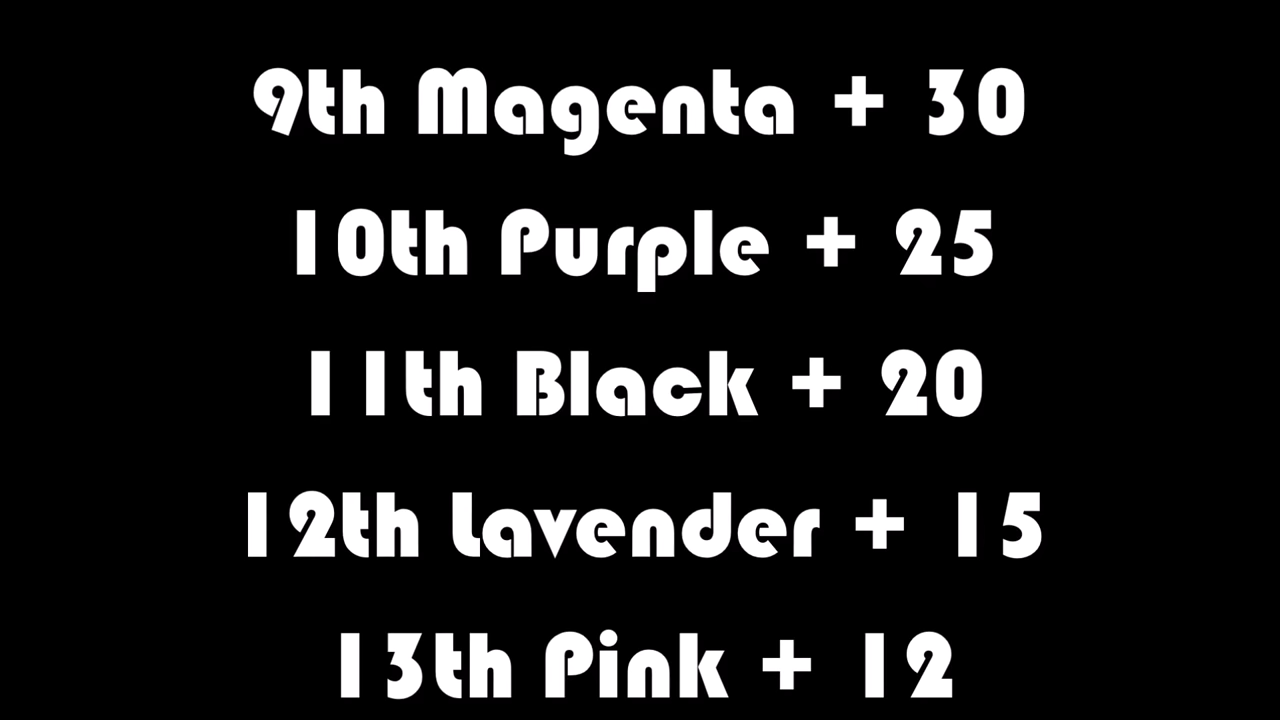 9th Magenta + 30
10th Purple + 25
11th Black + 20
12th Lavender + 15
13th Pink + 12